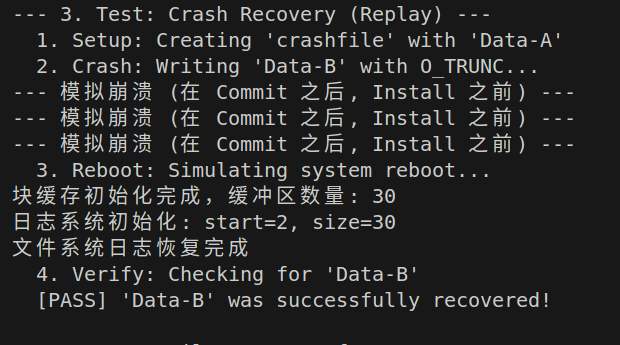 --- 3. Test: Crash Recovery (Replay) ---
1. Setup: Creating 'crashfile' with 'Data-A'
2. Crash: Writing 'Data-B' with O_TRUNC...
--- 模拟崩溃 (在 Commit 之后, Install 之前) ---
--- 模拟崩溃 (在 Commit 之后, Install 之前) ---
--- 模拟崩溃 (在 Commit 之后, Install 之前) ---
3. Reboot: Simulating system reboot...
块缓存初始化完成，缓冲区数量: 30
日志系统初始化: start=2, size=30
文件系统日志恢复完成
4. Verify: Checking for 'Data-B'
[PASS] 'Data-B' was successfully recovered!